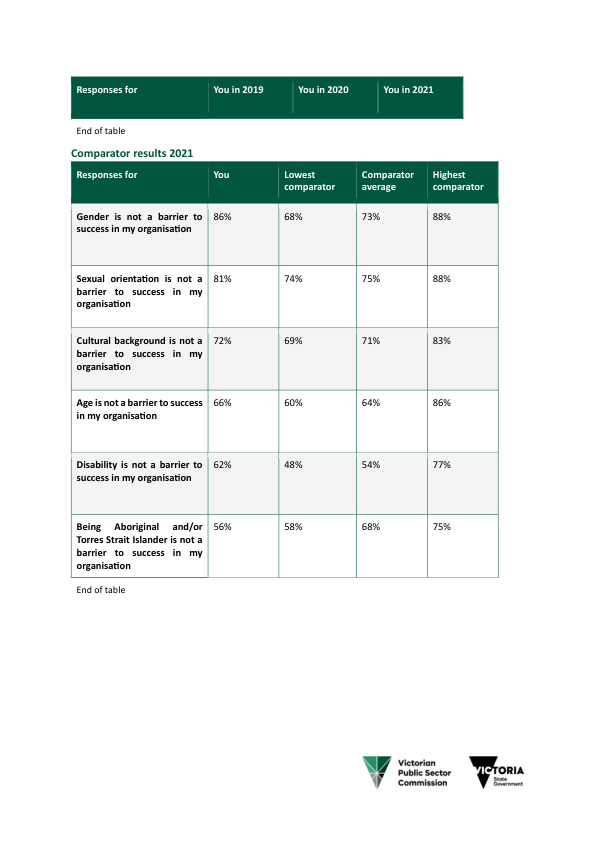 Responses for You in 2019 You in 2020 You in 2021
End of table
Comparator results 2021
Responses for You Lowest comparator Comparator average Highest comparator
Gender is not a barrier to success in my organisation 86% 68% 73% 88%
Sexual orientation is not a barrier to success in my organisation 81% 74% 75% 88%
Cultural background is not a barrier to success in my organisation 72% 69% 71% 83%
Age is not a barrier to success in my organisation 66% 60% 64% 86%
Disability is not a barrier to success in my organisation 62% 48% 54% 77%
Being Aboriginal and/or Torres Strait Islander is not a barrier to success in my organisation 56% 58% 68% 75%
End of table
Victorian
Public Sector
Commission
VICTORIA
State
Government